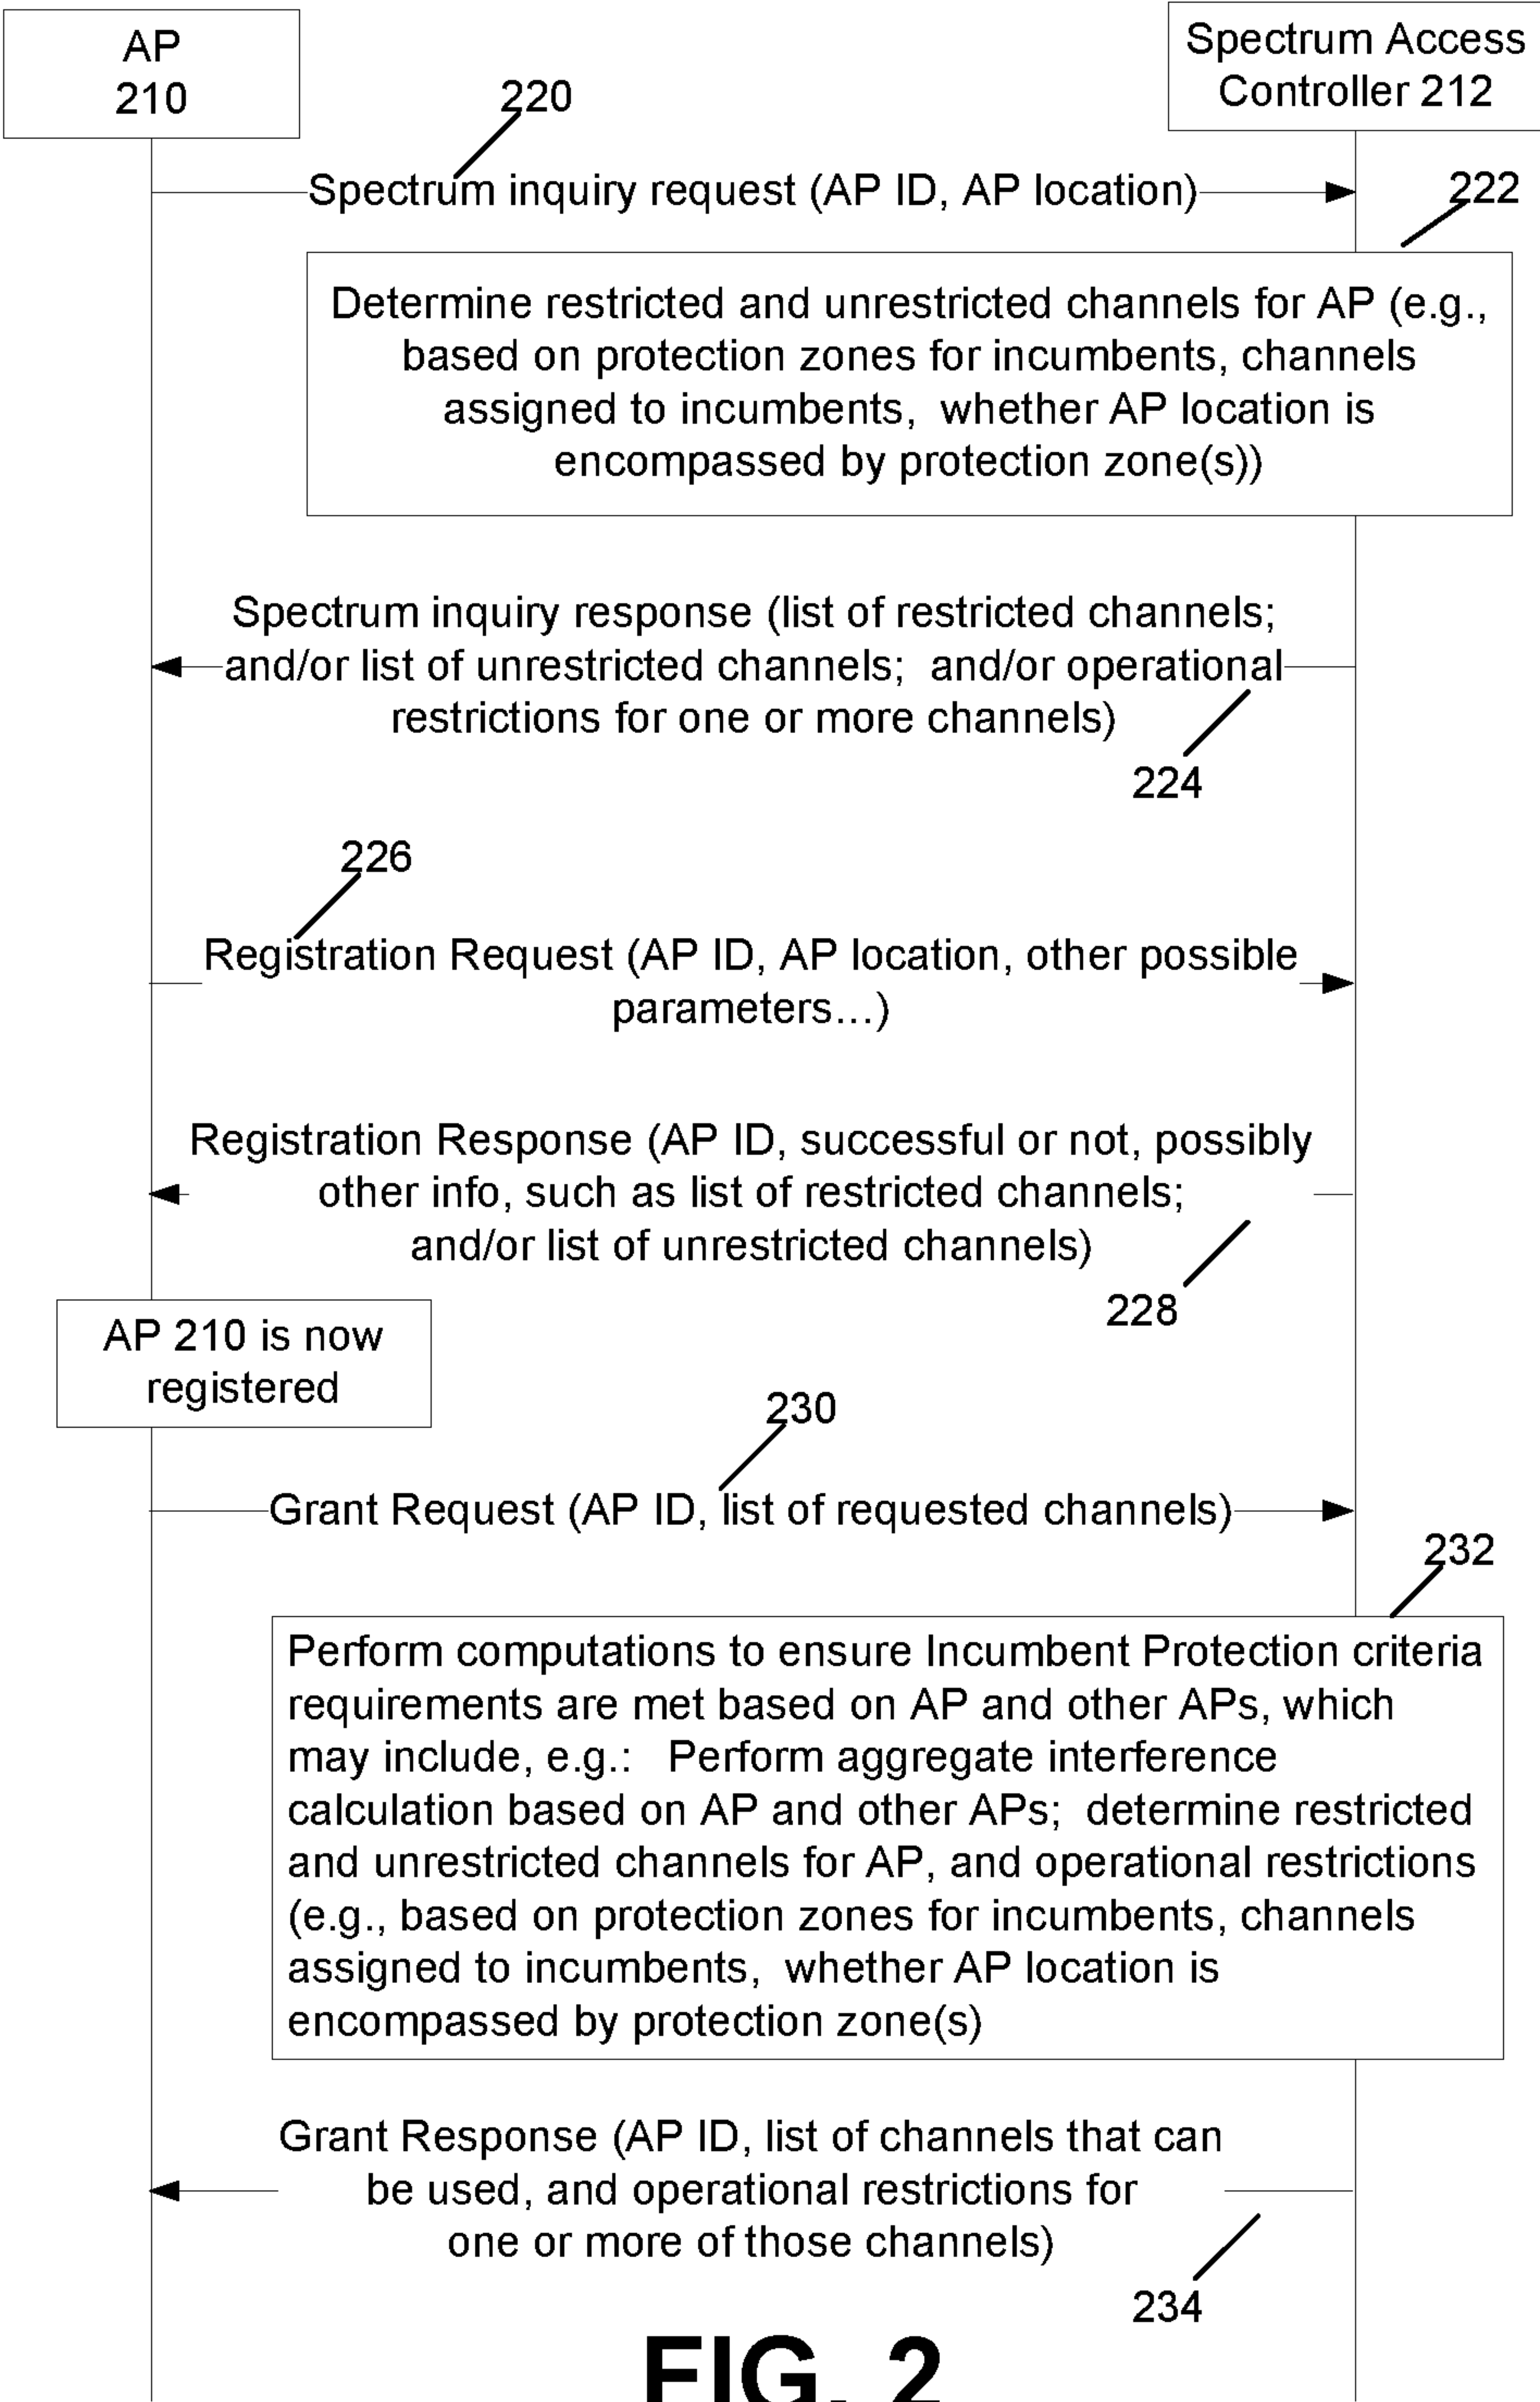 AP
210
Spectrum Access
Controller 212
220
Spectrum inquiry request (AP ID, AP location)
222
Determine restricted and unrestricted channels for AP (e.g.,
based on protection zones for incumbents, channels
assigned to incumbents, whether AP location is
encompassed by protection zone(s))
Spectrum inquiry response (list of restricted channels;
and/or list of unrestricted channels; and/or operational
restrictions for one or more channels)
224
226
Registration Request (AP ID, AP location, other possible
parameters...)
Registration Response (AP ID, successful or not, possibly
other info, such as list of restricted channels;
and/or list of unrestricted channels)
228
AP 210 is now
registered
230
Grant Request (AP ID, list of requested channels)
232
Perform computations to ensure Incumbent Protection criteria
requirements are met based on AP and other APs, which
may include, e.g.: Perform aggregate interference
calculation based on AP and other APs; determine restricted
and unrestricted channels for AP, and operational restrictions
(e.g., based on protection zones for incumbents, channels
assigned to incumbents, whether AP location is
encompassed by protection zone(s)
Grant Response (AP ID, list of channels that can
be used, and operational restrictions for
one or more of those channels)
234
FIG. 2